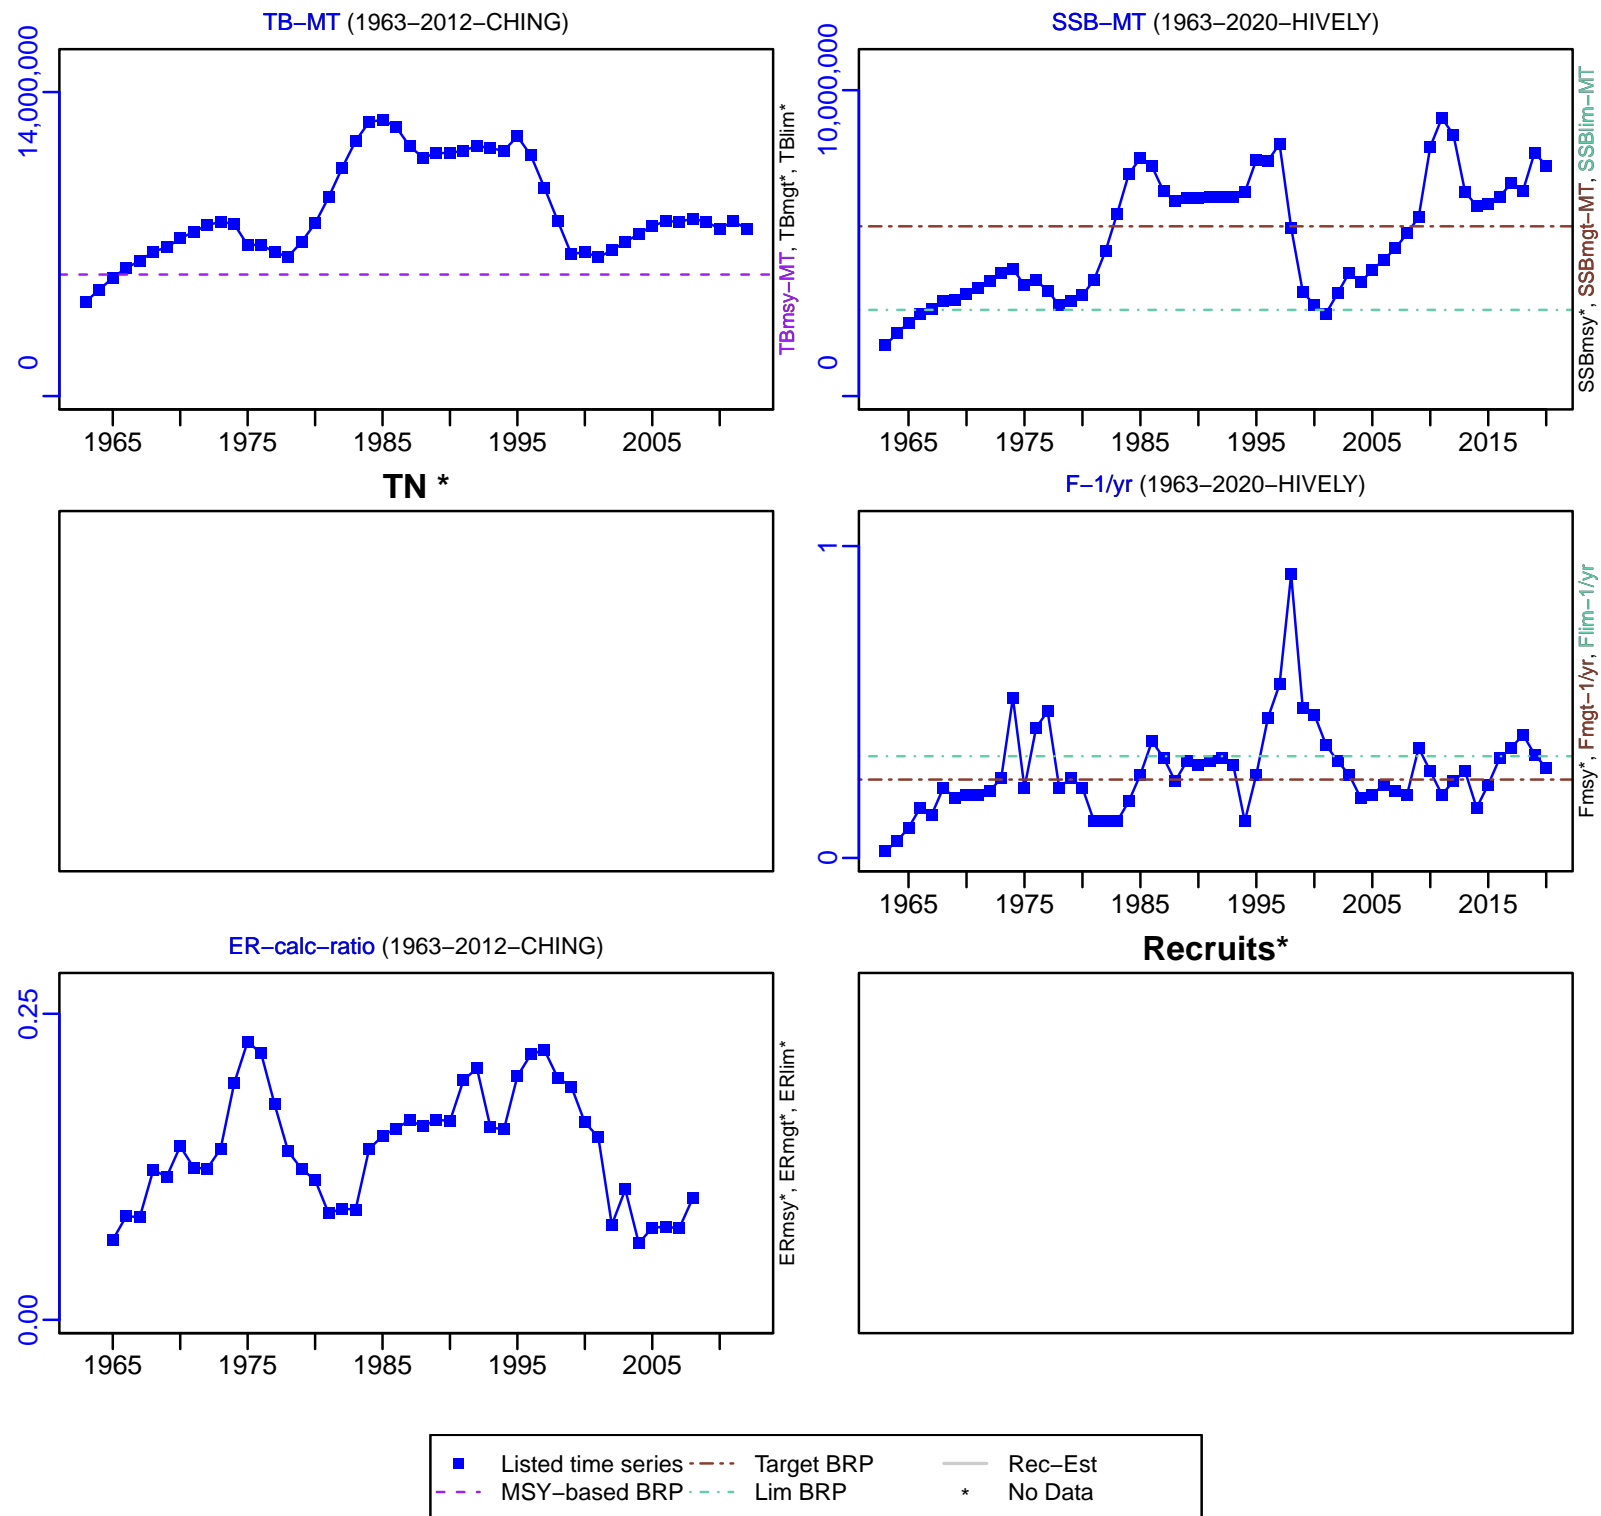 TB−MT (1963−2012−CHING)
14,000,000
0
1965 1975 1985 1995 2005
TBmsy−MT, TBmgt*, TBlim*
SSB−MT (1963−2020−HIVELY)
10,000,000
0
1965 1975 1985 1995 2005 2015
SSBmsy*, SSBmgt−MT, SSBlim−MT
TN *
F−1/yr (1963−2020−HIVELY)
1
0
1965 1975 1985 1995 2005 2015
Fmsy*, Fmgt−1/yr, Flim−1/yr
ER−calc−ratio (1963−2012−CHING)
0.25
0.00
1965 1975 1985 1995 2005
ERmsy*, ERmgt*, ERlim*
Recruits*
Listed time series Target BRP Rec−Est
MSY−based BRP Lim BRP * No Data